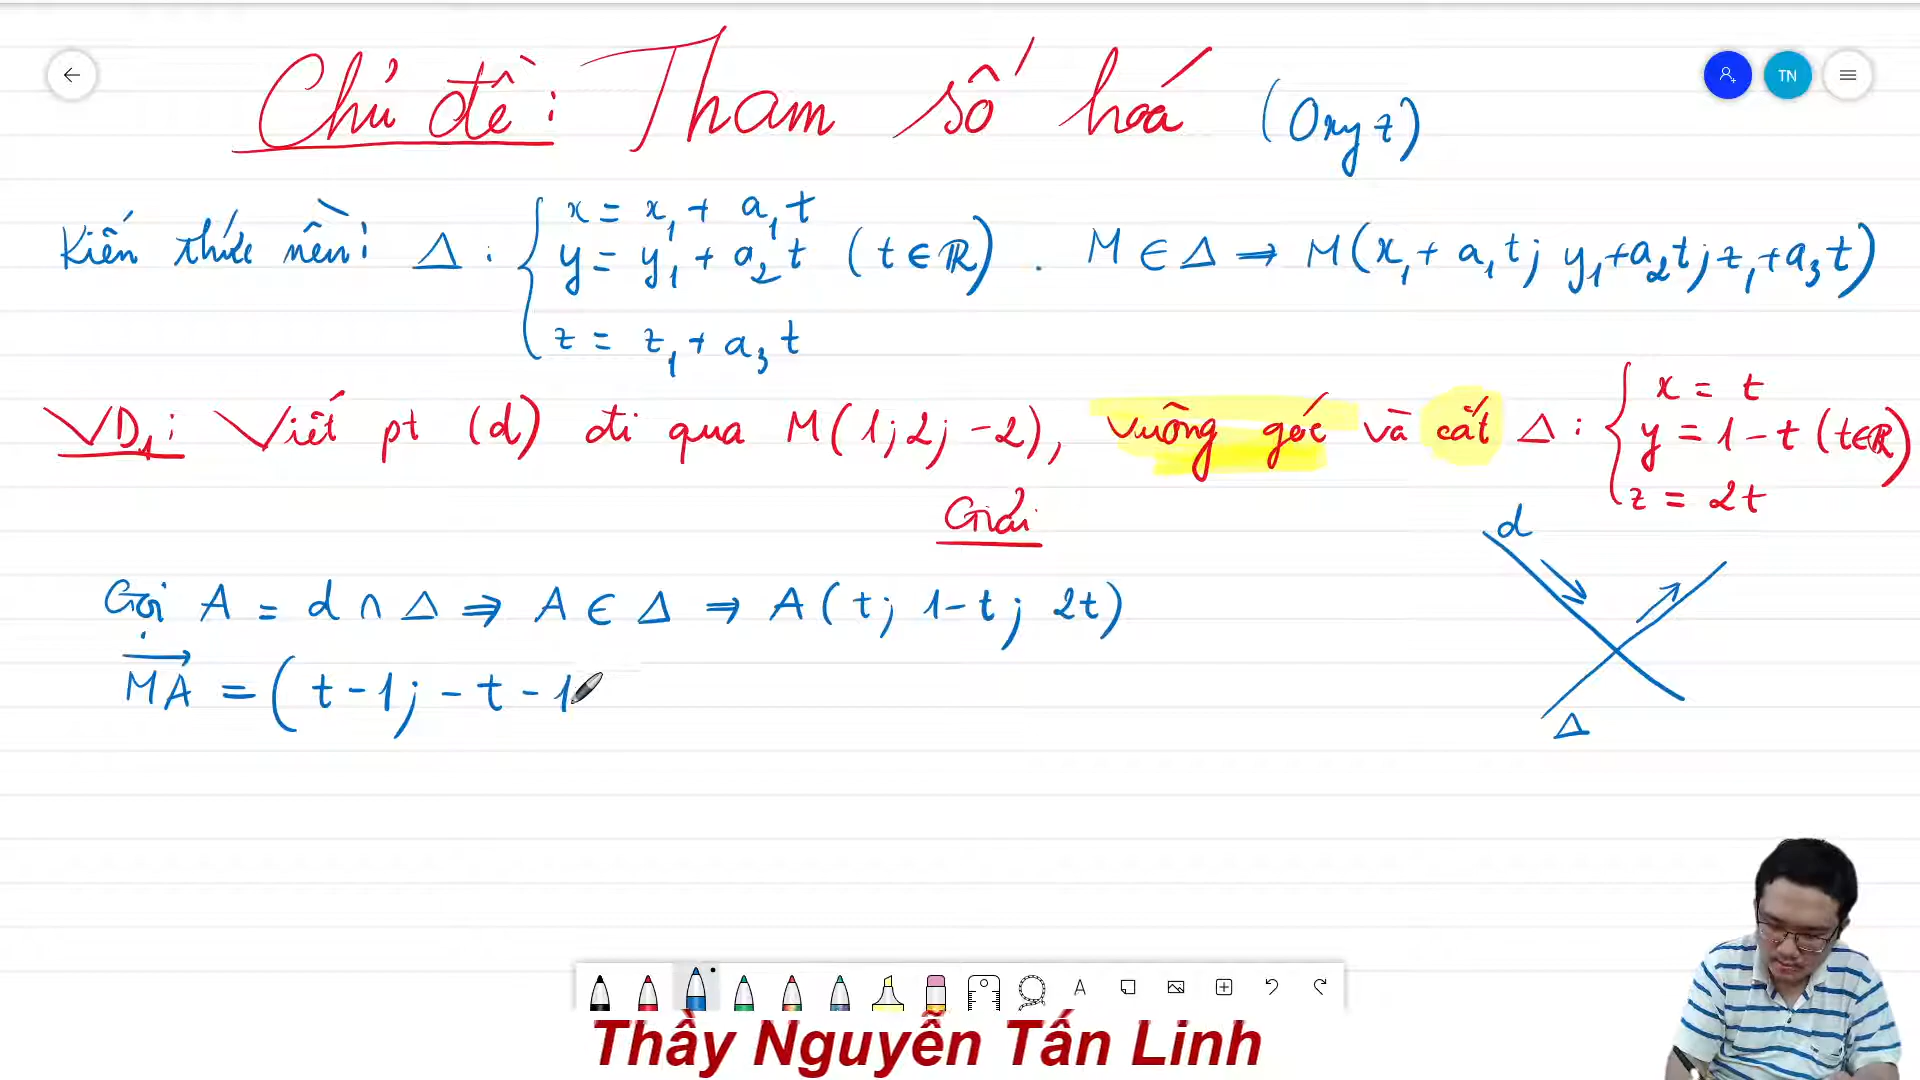 Chủ đề: Tham số hoá (Oxyz)
TN
Kiến thức nền: Δ: { x = x₁ + a₁t
y = y₁ + a₂t (t ∈ ℝ). M ∈ Δ ⇒ M(x₁ + a₁t; y₁ + a₂t; z₁ + a₃t)
z = z₁ + a₃t
VD₁: Viết pt (d) đi qua M(1; 2; -2), vuông góc và cắt Δ: { x = t
y = 1 - t (t∈ℝ)
z = 2t
Giải
d
Gọi A = d ∩ Δ ⇒ A ∈ Δ ⇒ A(t; 1-t; 2t)
MA→ = (t - 1; - t - 1
Δ
A
Thầy Nguyễn Tấn Linh